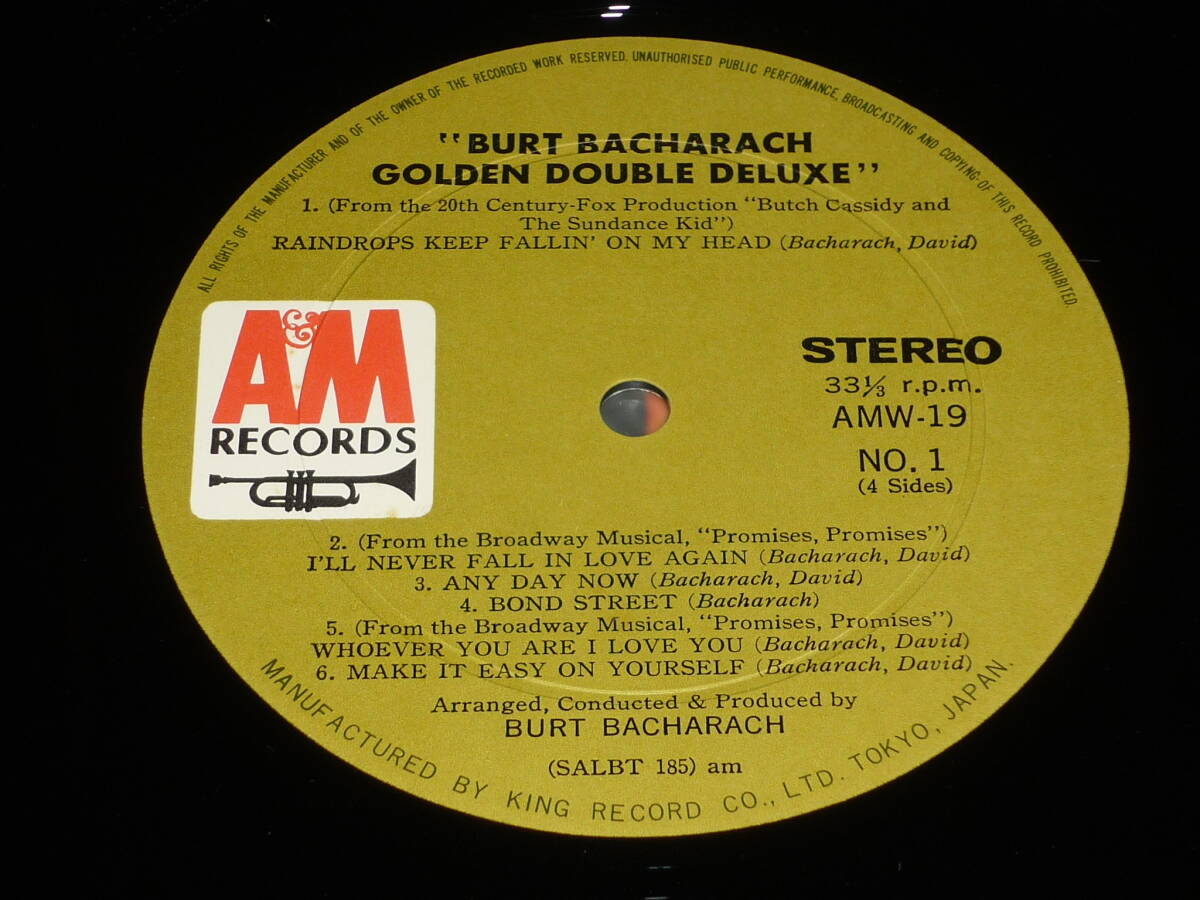 ALL RIGHTS OF THE MANUFACTURER AND OF THE OWNER OF THE RECORDED WORK RESERVED. UNAUTHORISED PUBLIC PERFORMANCE, BROADCASTING AND COPYING OF THIS RECORD PROHIBITED.
"BURT BACHARACH
GOLDEN DOUBLE DELUXE"
1. (From the 20th Century-Fox Production "Butch Cassidy and
The Sundance Kid")
RAINDROPS KEEP FALLIN' ON MY HEAD (Bacharach, David)
A&M
RECORDS
STEREO
33⅓ r.p.m.
AMW-19
NO. 1
(4 Sides)
2. (From the Broadway Musical, "Promises, Promises")
I'LL NEVER FALL IN LOVE AGAIN (Bacharach, David)
3. ANY DAY NOW (Bacharach, David)
4. BOND STREET (Bacharach)
5. (From the Broadway Musical, "Promises, Promises")
WHOEVER YOU ARE I LOVE YOU (Bacharach, David)
6. MAKE IT EASY ON YOURSELF (Bacharach, David)
Arranged, Conducted & Produced by
BURT BACHARACH
(SALBT 185) am
MANUFACTURED BY KING RECORD CO., LTD. TOKYO, JAPAN.